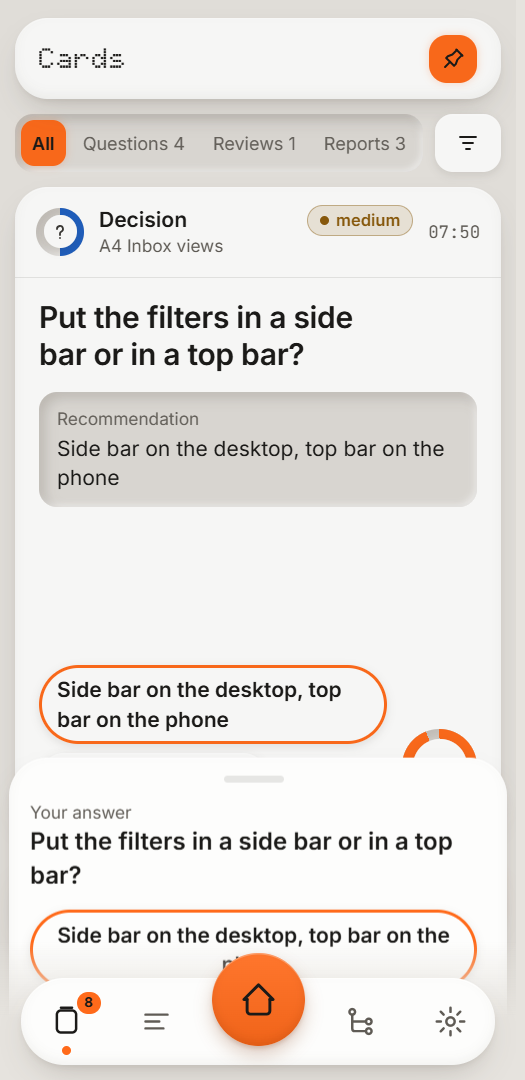 Cards
All
Questions 4
Reviews 1
Reports 3
?
Decision
A4 Inbox views
medium
07:50
Put the filters in a side
bar or in a top bar?
Recommendation
Side bar on the desktop, top bar on the
phone
Side bar on the desktop, top
bar on the phone
Your answer
Put the filters in a side bar or in a top
bar?
Side bar on the desktop, top bar on the
8